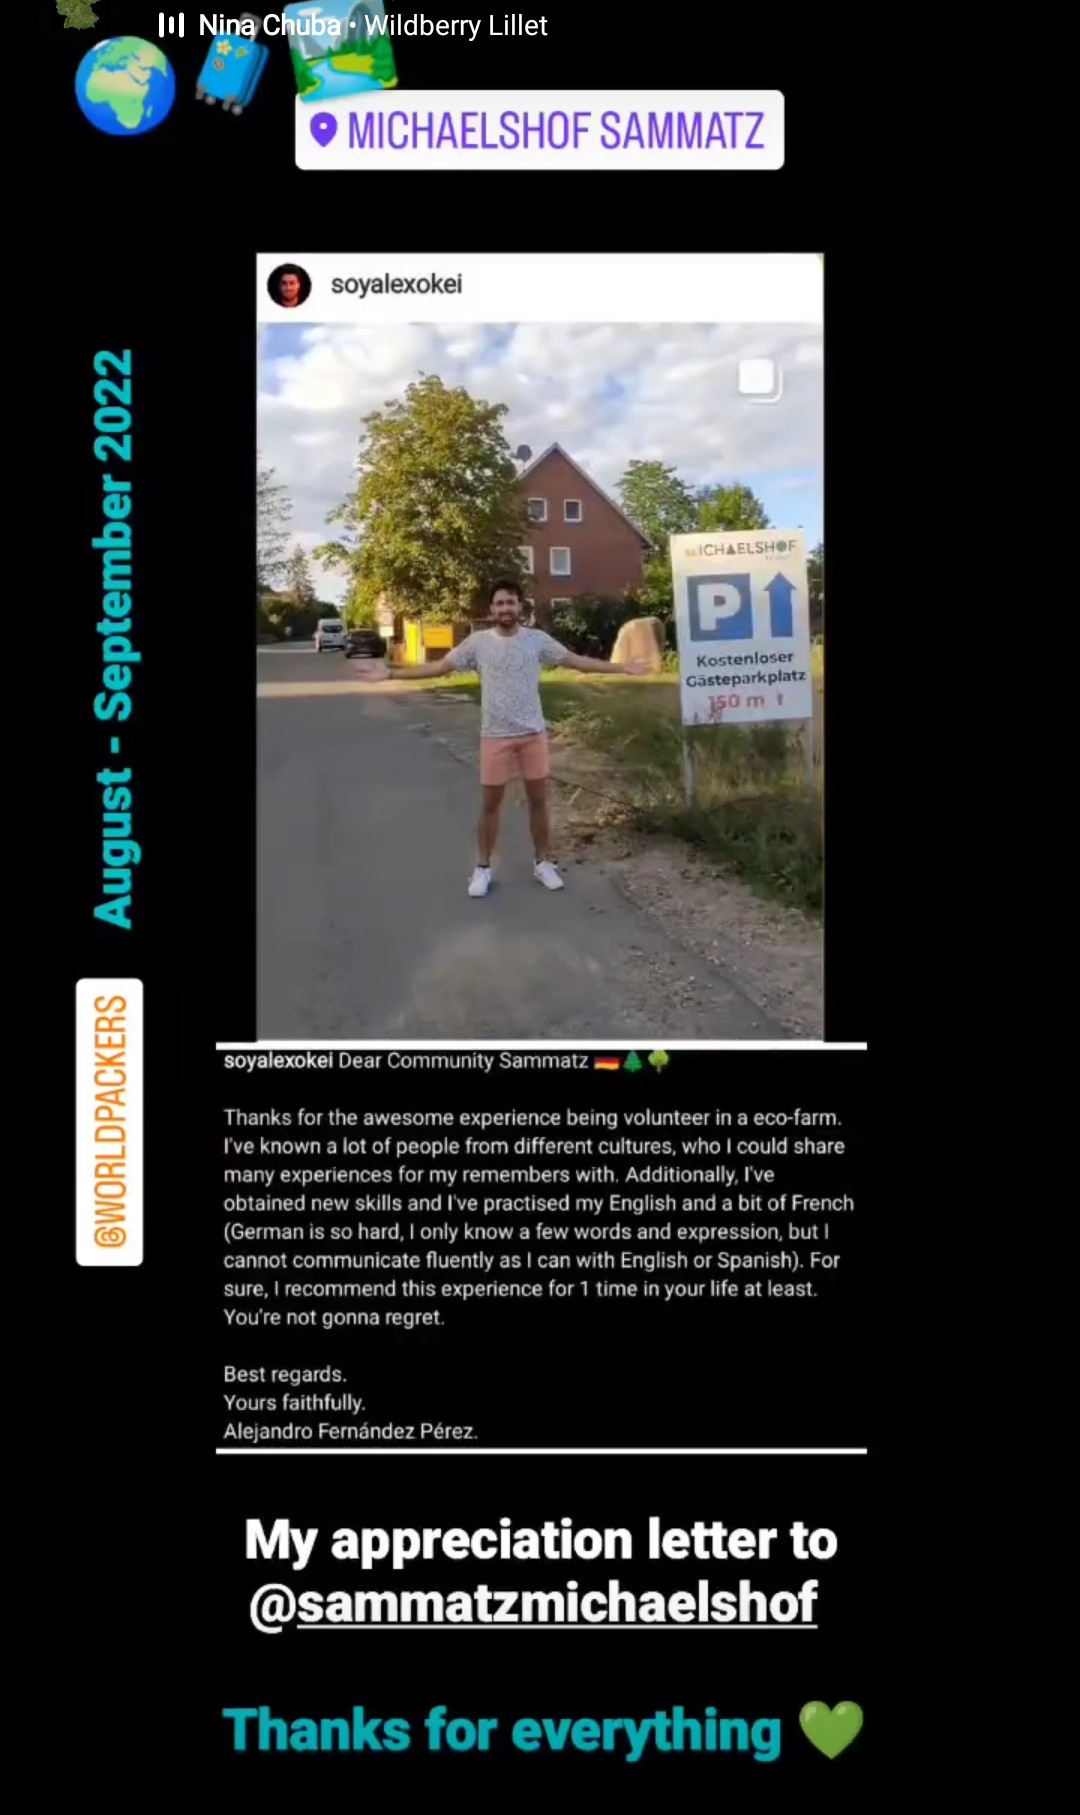 Nina Chuba • Wildberry Lillet
MICHAELSHOF SAMMATZ
August - September 2022
@WORLDPACKERS
soyalexokei
MICHAELSHOF
P
Kostenloser
Gästeparkplatz
150 m
soyalexokei Dear Community Sammatz 🇩🇪🌲🌳
Thanks for the awesome experience being volunteer in a eco-farm.
I've known a lot of people from different cultures, who I could share
many experiences for my remembers with. Additionally, I've
obtained new skills and I've practised my English and a bit of French
(German is so hard, I only know a few words and expression, but I
cannot communicate fluently as I can with English or Spanish). For
sure, I recommend this experience for 1 time in your life at least.
You're not gonna regret.
Best regards.
Yours faithfully.
Alejandro Fernández Pérez.
My appreciation letter to
@sammatzmichaelshof
Thanks for everything 💚